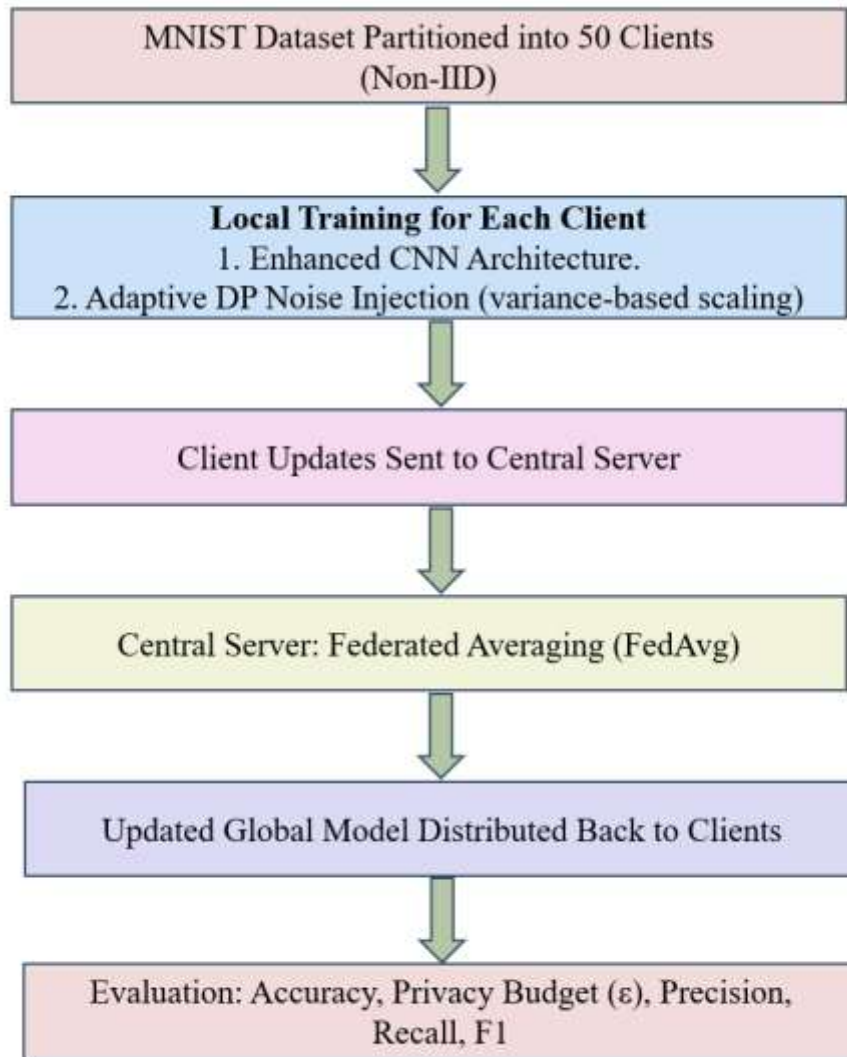 MNIST Dataset Partitioned into 50 Clients
(Non-IID)
Local Training for Each Client
1. Enhanced CNN Architecture.
2. Adaptive DP Noise Injection (variance-based scaling)
Client Updates Sent to Central Server
Central Server: Federated Averaging (FedAvg)
Updated Global Model Distributed Back to Clients
Evaluation: Accuracy, Privacy Budget (ε), Precision,
Recall, F1